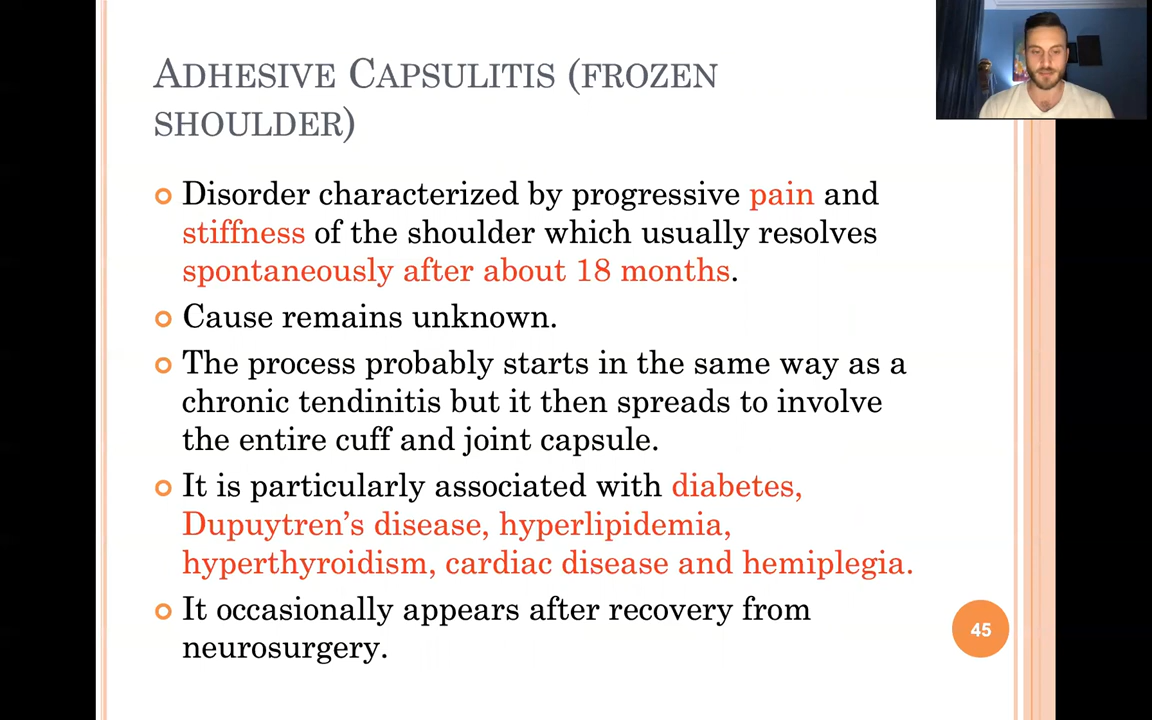 ADHESIVE CAPSULITIS (FROZEN
SHOULDER)
Disorder characterized by progressive pain and
stiffness of the shoulder which usually resolves
spontaneously after about 18 months.
Cause remains unknown.
The process probably starts in the same way as a
chronic tendinitis but it then spreads to involve
the entire cuff and joint capsule.
It is particularly associated with diabetes,
Dupuytren’s disease, hyperlipidemia,
hyperthyroidism, cardiac disease and hemiplegia.
It occasionally appears after recovery from
neurosurgery.
45